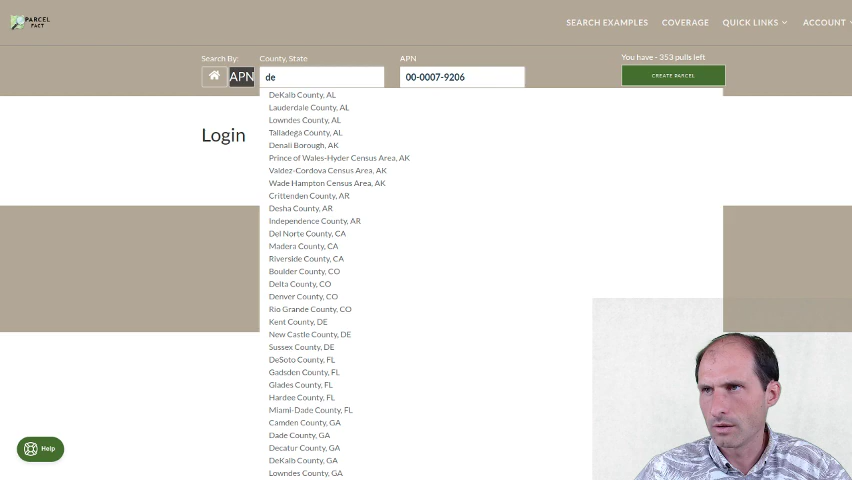 PARCEL
FACT
SEARCH EXAMPLES
COVERAGE
QUICK LINKS
ACCOUNT
Search By:
County, State
APN
You have - 353 pulls left
APN
de
00-0007-9206
CREATE PARCEL
Login
DeKalb County, AL
Lauderdale County, AL
Lowndes County, AL
Talladega County, AL
Denali Borough, AK
Prince of Wales-Hyder Census Area, AK
Valdez-Cordova Census Area, AK
Wade Hampton Census Area, AK
Crittenden County, AR
Desha County, AR
Independence County, AR
Del Norte County, CA
Madera County, CA
Riverside County, CA
Boulder County, CO
Delta County, CO
Denver County, CO
Rio Grande County, CO
Kent County, DE
New Castle County, DE
Sussex County, DE
DeSoto County, FL
Gadsden County, FL
Glades County, FL
Hardee County, FL
Miami-Dade County, FL
Camden County, GA
Dade County, GA
Decatur County, GA
DeKalb County, GA
Lowndes County, GA
Help